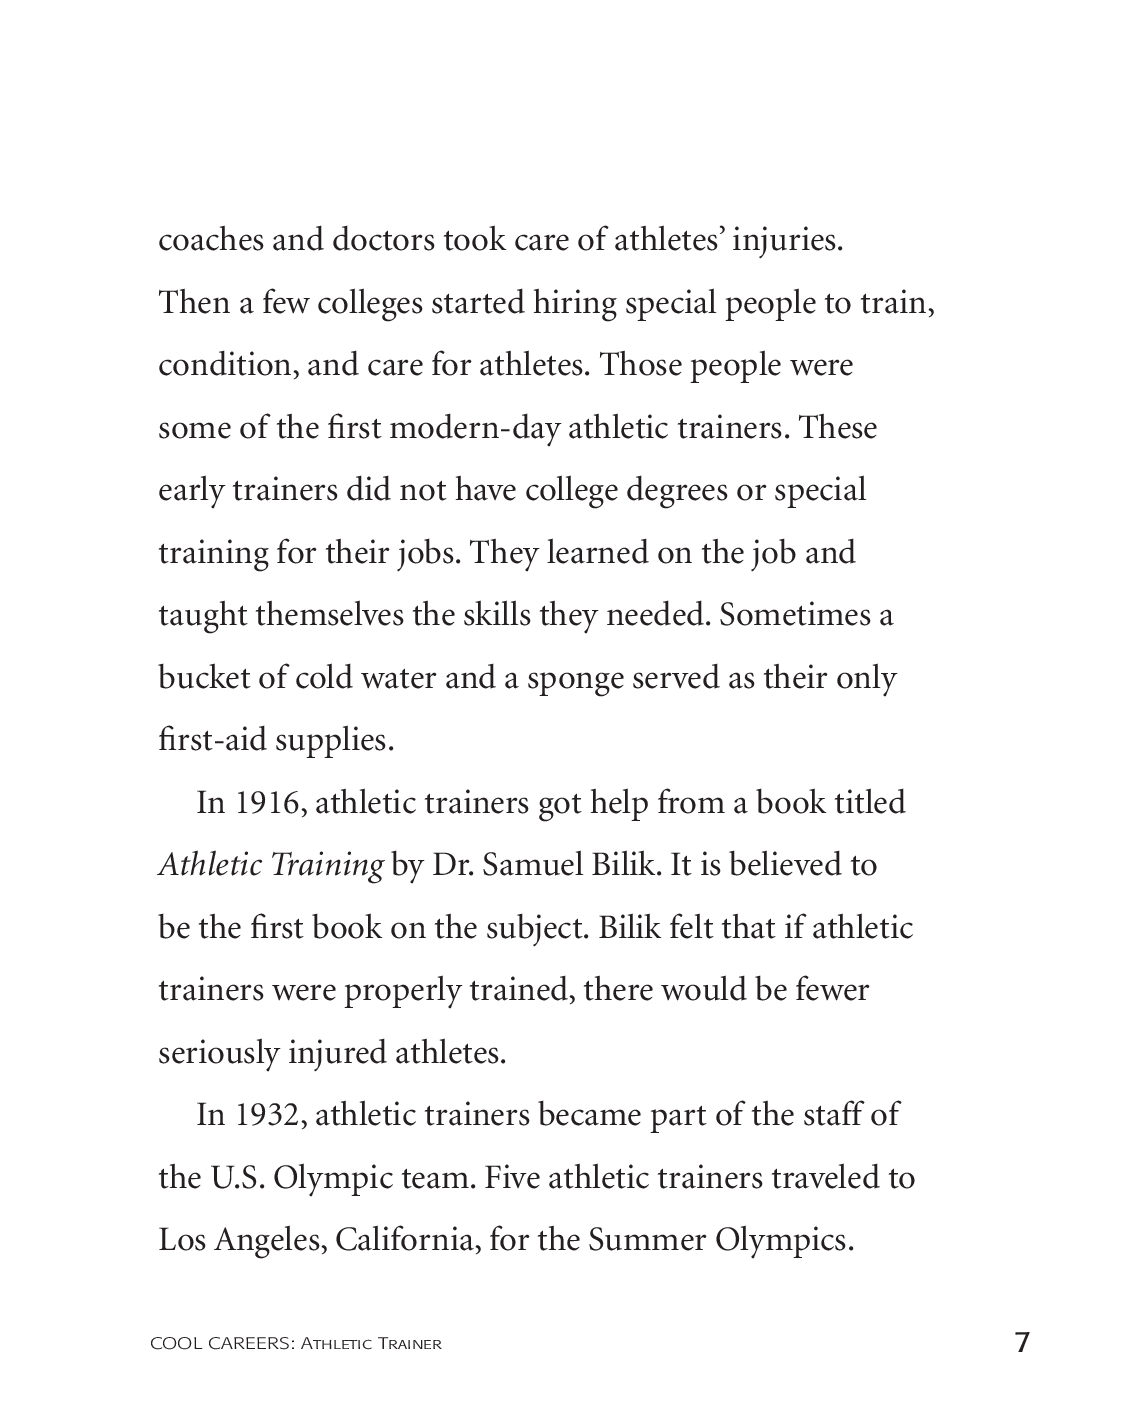 coaches and doctors took care of athletes’ injuries.
Then a few colleges started hiring special people to train,
condition, and care for athletes. Those people were
some of the first modern-day athletic trainers. These
early trainers did not have college degrees or special
training for their jobs. They learned on the job and
taught themselves the skills they needed. Sometimes a
bucket of cold water and a sponge served as their only
first-aid supplies.
In 1916, athletic trainers got help from a book titled
Athletic Training by Dr. Samuel Bilik. It is believed to
be the first book on the subject. Bilik felt that if athletic
trainers were properly trained, there would be fewer
seriously injured athletes.
In 1932, athletic trainers became part of the staff of
the U.S. Olympic team. Five athletic trainers traveled to
Los Angeles, California, for the Summer Olympics.
COOL CAREERS: Athletic Trainer 7